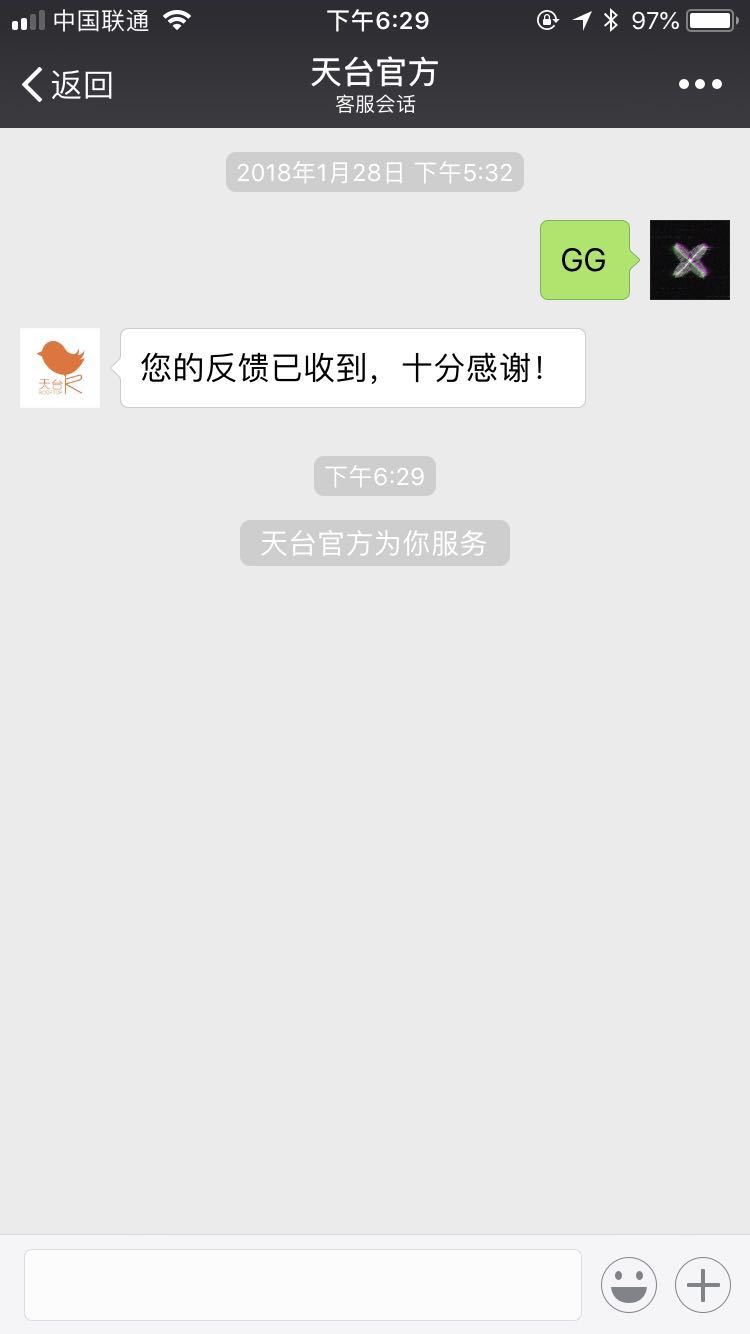 中国联通
下午6:29
97%
返回
天台官方
客服会话
2018年1月28日 下午5:32
GG
天台
ROOFTOP
您的反馈已收到，十分感谢！
下午6:29
天台官方为你服务